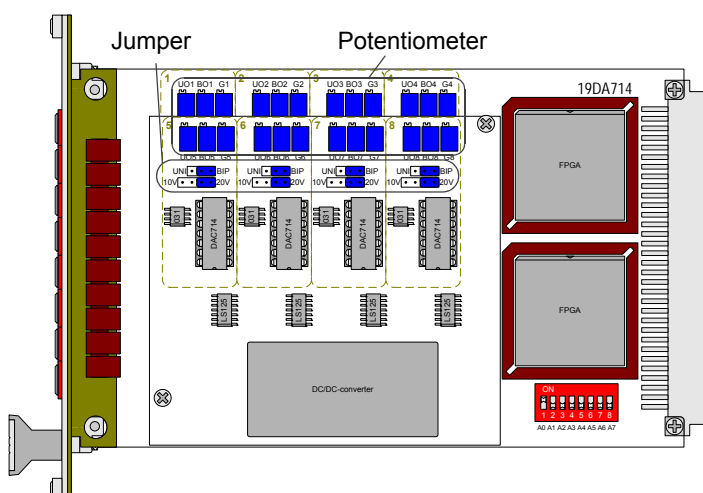 Jumper Potentiometer
1 2 3 4
UO1 BO1 G1 UO2 BO2 G2 UO3 BO3 G3 UO4 BO4 G4 19DA714
5 6 7 8
UO5 BO5 G5 UO6 BO6 G6 UO7 BO7 G7 UO8 BO8 G8
UNI BIP UNI BIP UNI BIP UNI BIP
10V 20V 10V 20V 10V 20V 10V 20V
FPGA
I031 DAC714 I031 DAC714 I031 DAC714 I031 DAC714
LS125 LS125 LS125 LS125
FPGA
DC/DC-converter
ON
1 2 3 4 5 6 7 8
A0 A1 A2 A3 A4 A5 A6 A7